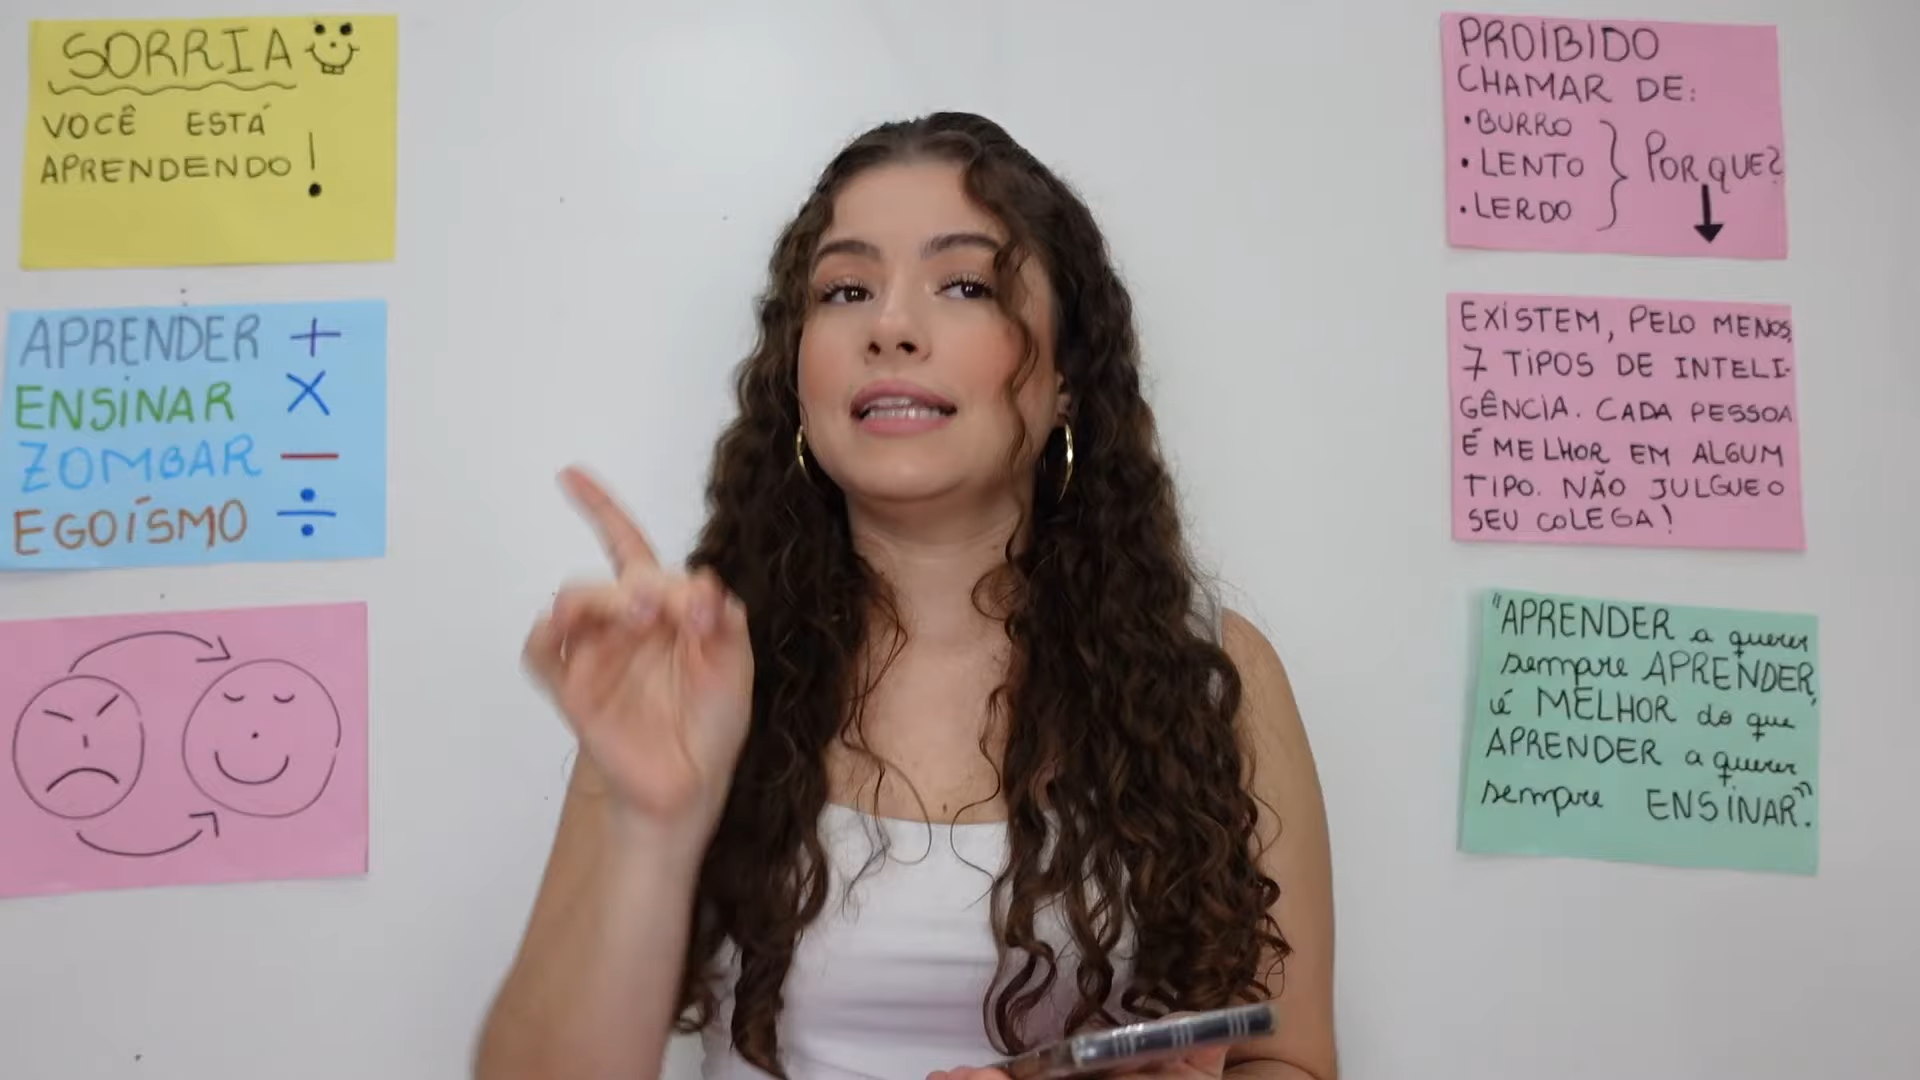 SORRIA
VOCÊ ESTÁ
APRENDENDO!
APRENDER +
ENSINAR X
ZOMBAR —
EGOÍSMO ÷
PROIBIDO
CHAMAR DE:
• BURRO
• LENTO
• LERDO
POR QUE?
EXISTEM, PELO MENOS,
7 TIPOS DE INTELI-
GÊNCIA. CADA PESSOA
É MELHOR EM ALGUM
TIPO. NÃO JULGUE O
SEU COLEGA!
"APRENDER a querer
sempre APRENDER,
é MELHOR do que
APRENDER a querer
sempre ENSINAR".